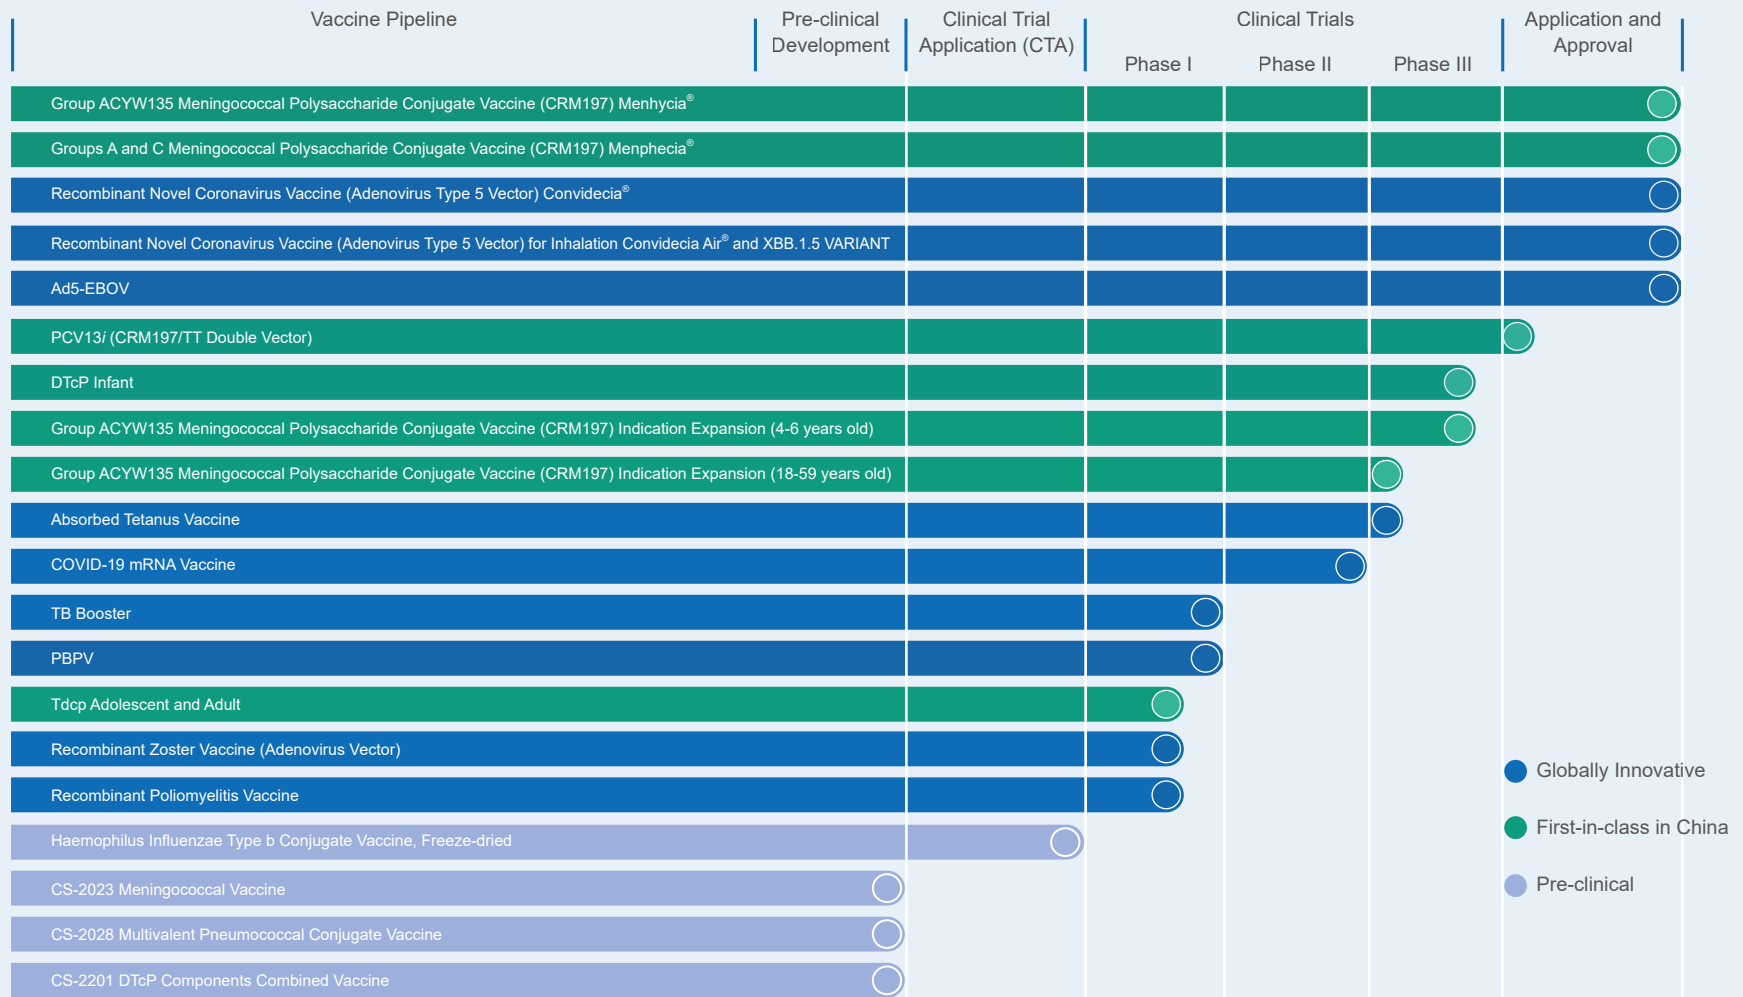 Vaccine Pipeline
Pre-clinical
Development
Clinical Trial
Application (CTA)
Clinical Trials
Phase I
Phase II
Phase III
Application and
Approval
Group ACYW135 Meningococcal Polysaccharide Conjugate Vaccine (CRM197) Menhycia®
Groups A and C Meningococcal Polysaccharide Conjugate Vaccine (CRM197) Menphecia®
Recombinant Novel Coronavirus Vaccine (Adenovirus Type 5 Vector) Convidecia®
Recombinant Novel Coronavirus Vaccine (Adenovirus Type 5 Vector) for Inhalation Convidecia Air® and XBB.1.5 VARIANT
Ad5-EBOV
PCV13i (CRM197/TT Double Vector)
DTcP Infant
Group ACYW135 Meningococcal Polysaccharide Conjugate Vaccine (CRM197) Indication Expansion (4-6 years old)
Group ACYW135 Meningococcal Polysaccharide Conjugate Vaccine (CRM197) Indication Expansion (18-59 years old)
Absorbed Tetanus Vaccine
COVID-19 mRNA Vaccine
TB Booster
PBPV
Tdcp Adolescent and Adult
Recombinant Zoster Vaccine (Adenovirus Vector)
Recombinant Poliomyelitis Vaccine
Haemophilus Influenzae Type b Conjugate Vaccine, Freeze-dried
CS-2023 Meningococcal Vaccine
CS-2028 Multivalent Pneumococcal Conjugate Vaccine
CS-2201 DTcP Components Combined Vaccine
Globally Innovative
First-in-class in China
Pre-clinical